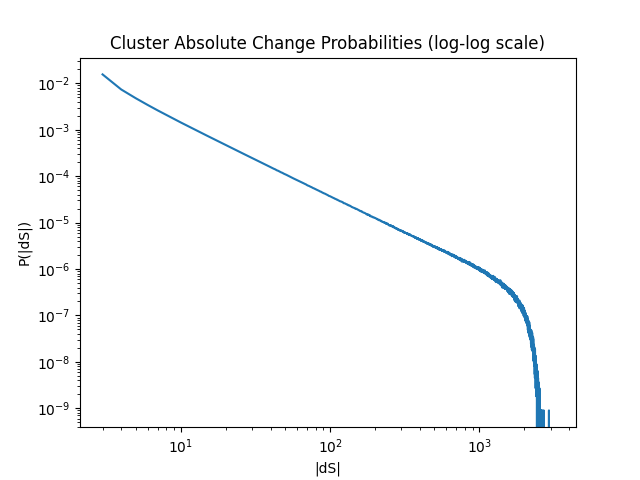 Cluster Absolute Change Probabilities (log-log scale)
P(|dS|)
10⁻²
10⁻³
10⁻⁴
10⁻⁵
10⁻⁶
10⁻⁷
10⁻⁸
10⁻⁹
10¹ 10² 10³
|dS|